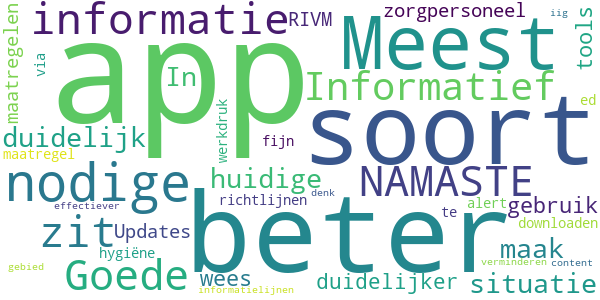 maatregelen
informatie
RIVM
zorgpersoneel
iig
tools
via
app
In
Meest
Informatief
soort
ed
duidelijk
werkdruk
fijn
maatregel
nodige
huidige
NAMASTE
richtlijnen
denk
effectiever
beter
te
alert
gebruik
downloaden
zit
Updates
maak
hygiëne
Goede
wees
duidelijker
situatie
verminderen
content
gebied
informatielijnen